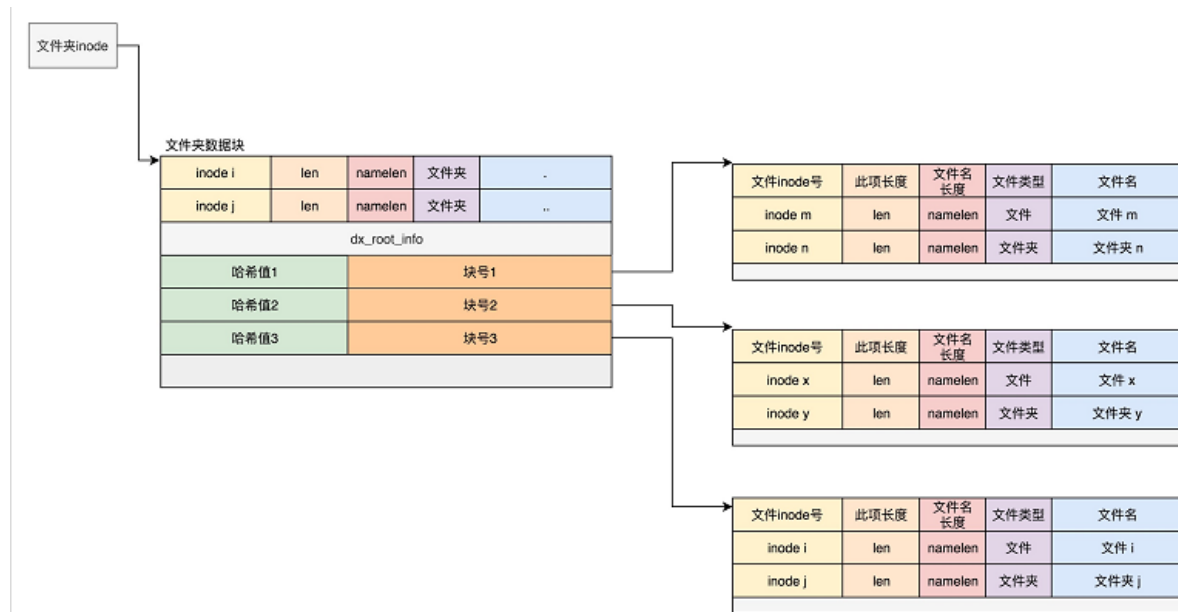 文件夹inode
文件夹数据块
inode i len namelen 文件夹 .
inode j len namelen 文件夹 ..
dx_root_info
哈希值1 块号1
哈希值2 块号2
哈希值3 块号3
文件inode号 此项长度 文件名长度 文件类型 文件名
inode m len namelen 文件 文件 m
inode n len namelen 文件夹 文件夹 n
文件inode号 此项长度 文件名长度 文件类型 文件名
inode x len namelen 文件 文件 x
inode y len namelen 文件夹 文件夹 y
文件inode号 此项长度 文件名长度 文件类型 文件名
inode i len namelen 文件 文件 i
inode j len namelen 文件夹 文件夹 j